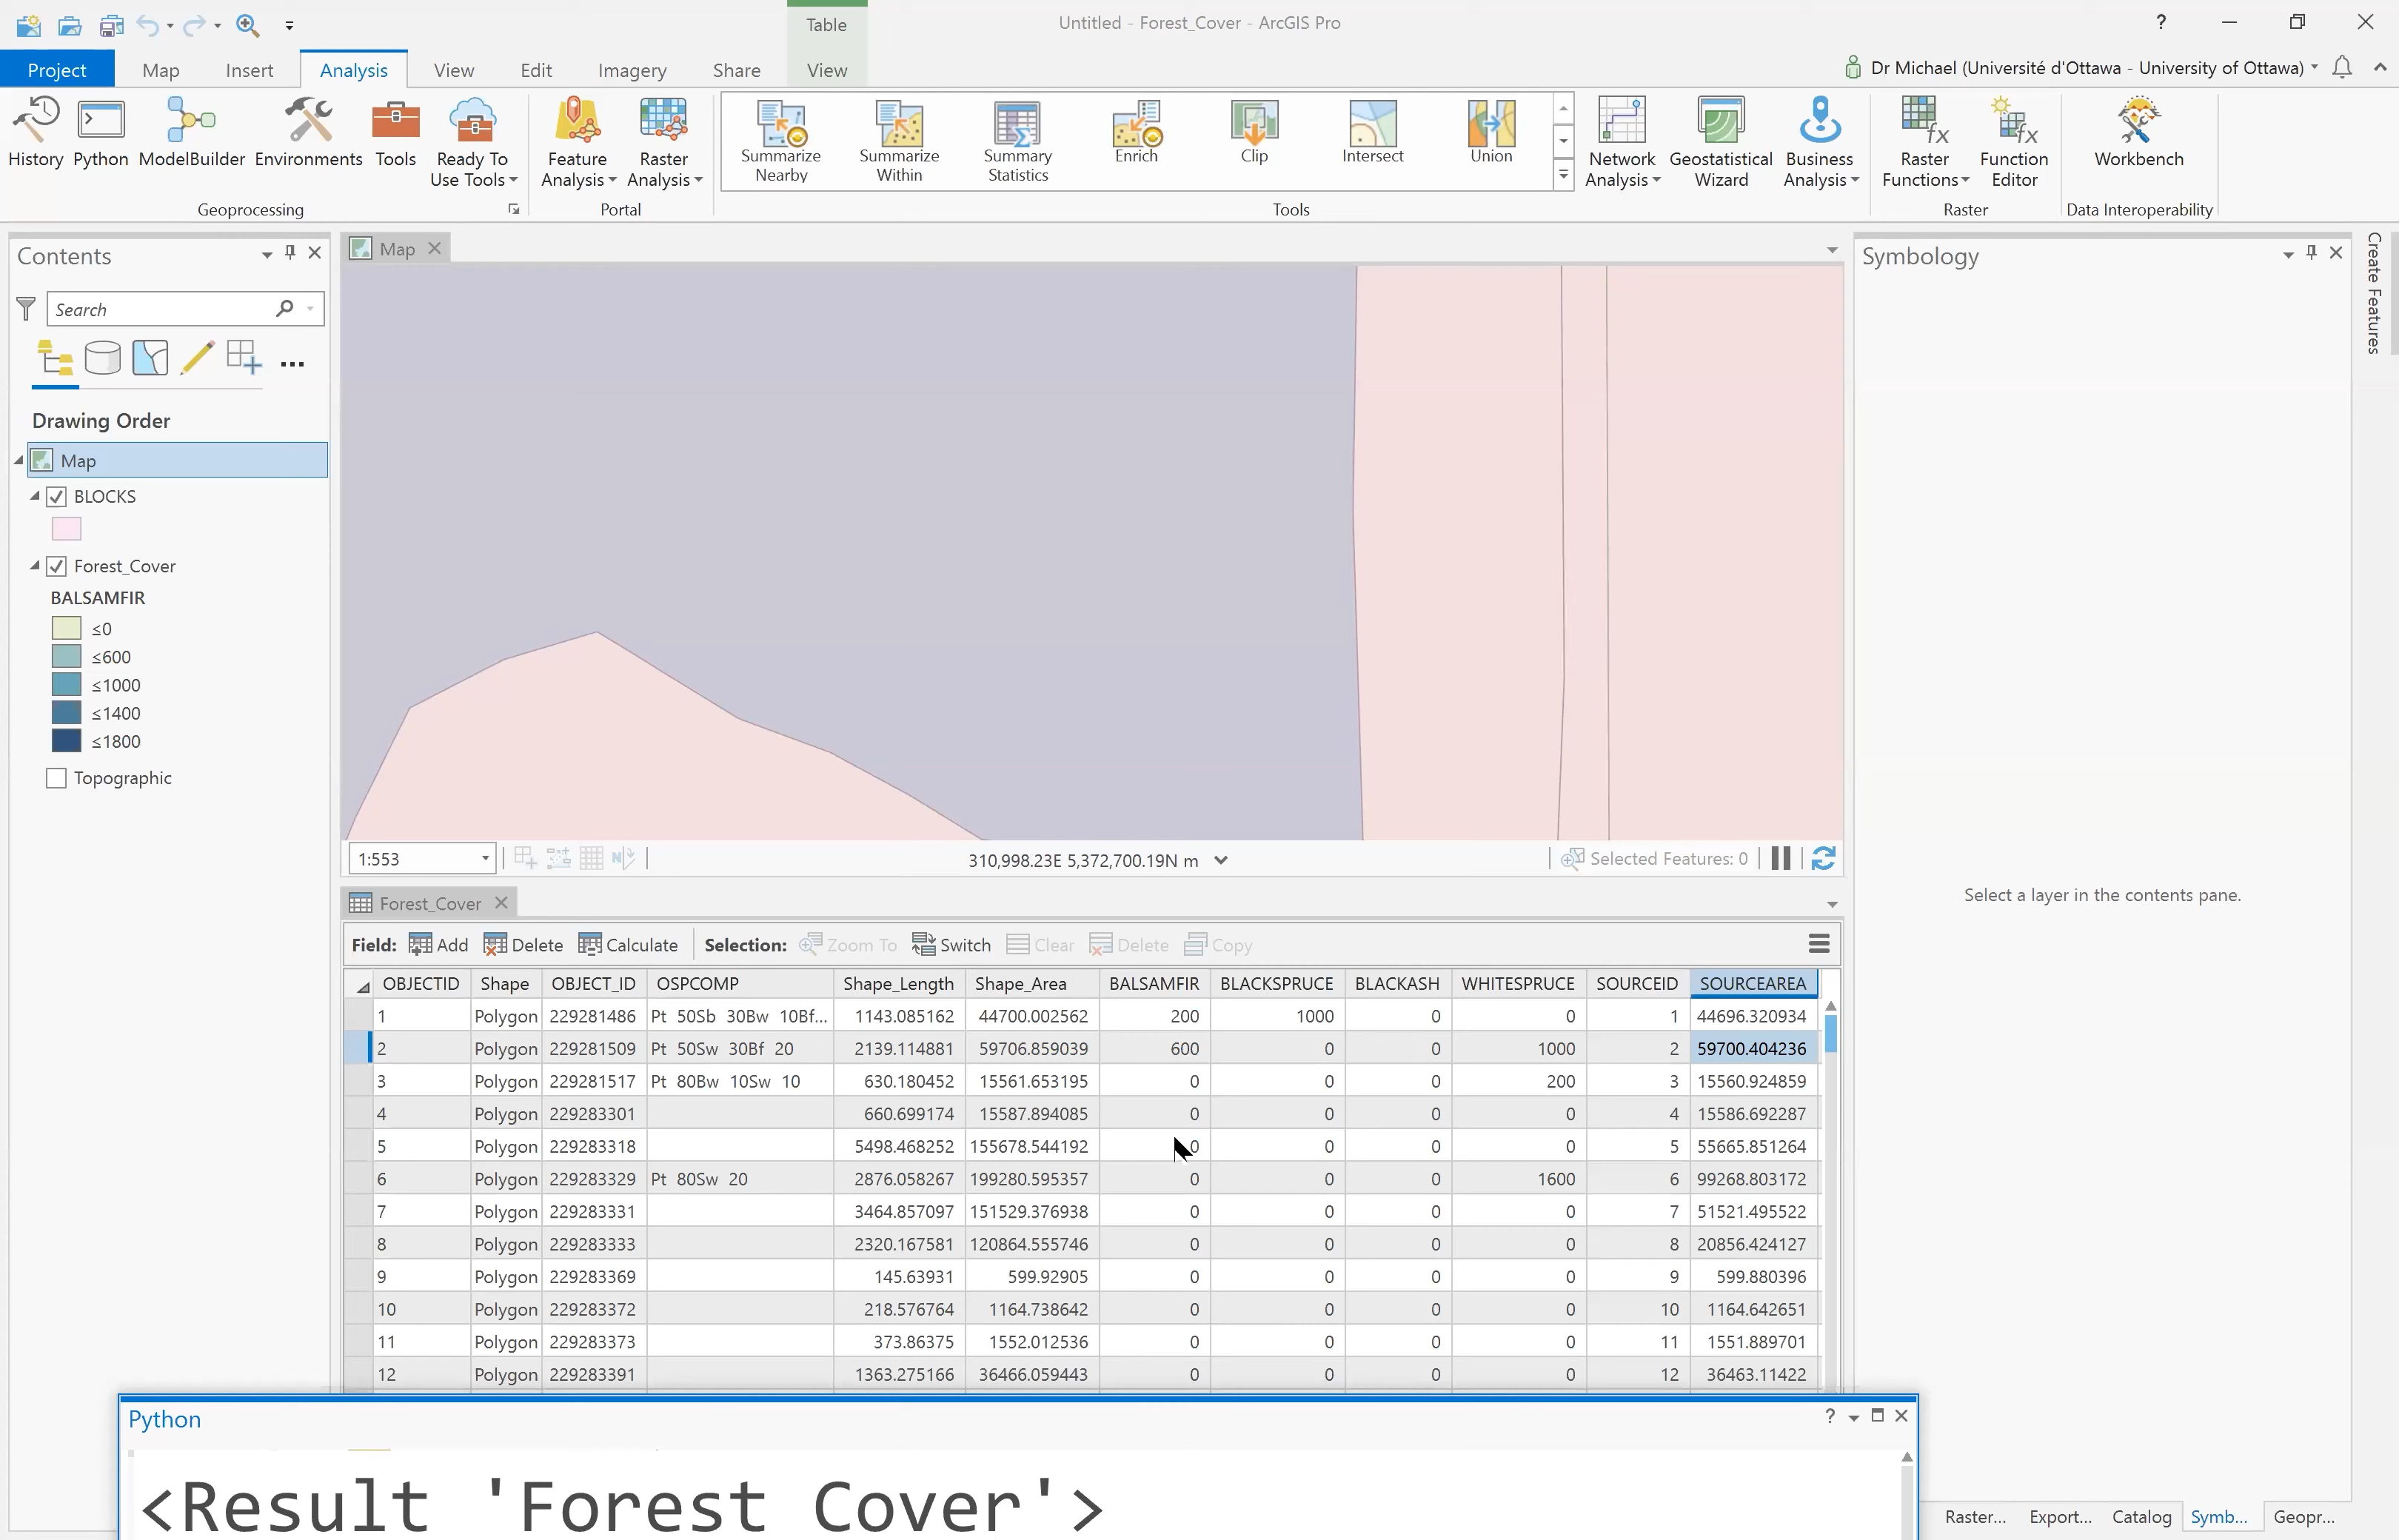 Table
Untitled - Forest_Cover - ArcGIS Pro
?
Project Map Insert Analysis View Edit Imagery Share View
Dr Michael (Université d'Ottawa - University of Ottawa)
History Python ModelBuilder Environments Tools Ready To Use Tools
Feature Analysis Raster Analysis
Summarize Nearby Summarize Within Summary Statistics Enrich Clip Intersect Union
Network Analysis Geostatistical Wizard Business Analysis
Raster Functions Function Editor Workbench
Geoprocessing Portal Tools Raster Data Interoperability
Contents
Map
Symbology
Create Features
Search
Drawing Order
Map
BLOCKS
Forest_Cover
BALSAMFIR
≤0
≤600
≤1000
≤1400
≤1800
Topographic
1:553
310,998.23E 5,372,700.19N m
Selected Features: 0
Select a layer in the contents pane.
Forest_Cover
Field: Add Delete Calculate Selection: Zoom To Switch Clear Delete Copy
OBJECTID Shape OBJECT_ID OSPCOMP Shape_Length Shape_Area BALSAMFIR BLACKSPRUCE BLACKASH WHITESPRUCE SOURCEID SOURCEAREA
1 Polygon 229281486 Pt 50Sb 30Bw 10Bf... 1143.085162 44700.002562 200 1000 0 0 1 44696.320934
2 Polygon 229281509 Pt 50Sw 30Bf 20 2139.114881 59706.859039 600 0 0 1000 2 59700.404236
3 Polygon 229281517 Pt 80Bw 10Sw 10 630.180452 15561.653195 0 0 0 200 3 15560.924859
4 Polygon 229283301 660.699174 15587.894085 0 0 0 0 4 15586.692287
5 Polygon 229283318 5498.468252 155678.544192 0 0 0 0 5 55665.851264
6 Polygon 229283329 Pt 80Sw 20 2876.058267 199280.595357 0 0 0 1600 6 99268.803172
7 Polygon 229283331 3464.857097 151529.376938 0 0 0 0 7 51521.495522
8 Polygon 229283333 2320.167581 120864.555746 0 0 0 0 8 20856.424127
9 Polygon 229283369 145.63931 599.92905 0 0 0 0 9 599.880396
10 Polygon 229283372 218.576764 1164.738642 0 0 0 0 10 1164.642651
11 Polygon 229283373 373.86375 1552.012536 0 0 0 0 11 1551.889701
12 Polygon 229283391 1363.275166 36466.059443 0 0 0 0 12 36463.11422
Python
?
<Result 'Forest Cover'>
Raster... Export... Catalog Symb... Geopr...